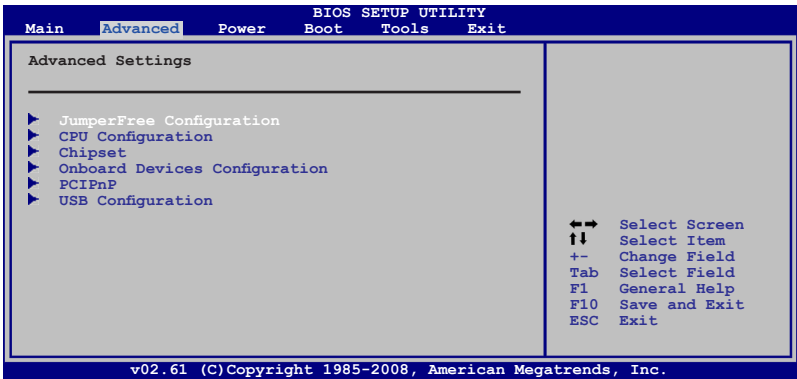 BIOS SETUP UTILITY
Main Advanced Power Boot Tools Exit
Advanced Settings
JumperFree Configuration
CPU Configuration
Chipset
Onboard Devices Configuration
PCIPnP
USB Configuration
←→ Select Screen
↑↓ Select Item
+- Change Field
Tab Select Field
F1 General Help
F10 Save and Exit
ESC Exit
v02.61 (C)Copyright 1985-2008, American Megatrends, Inc.